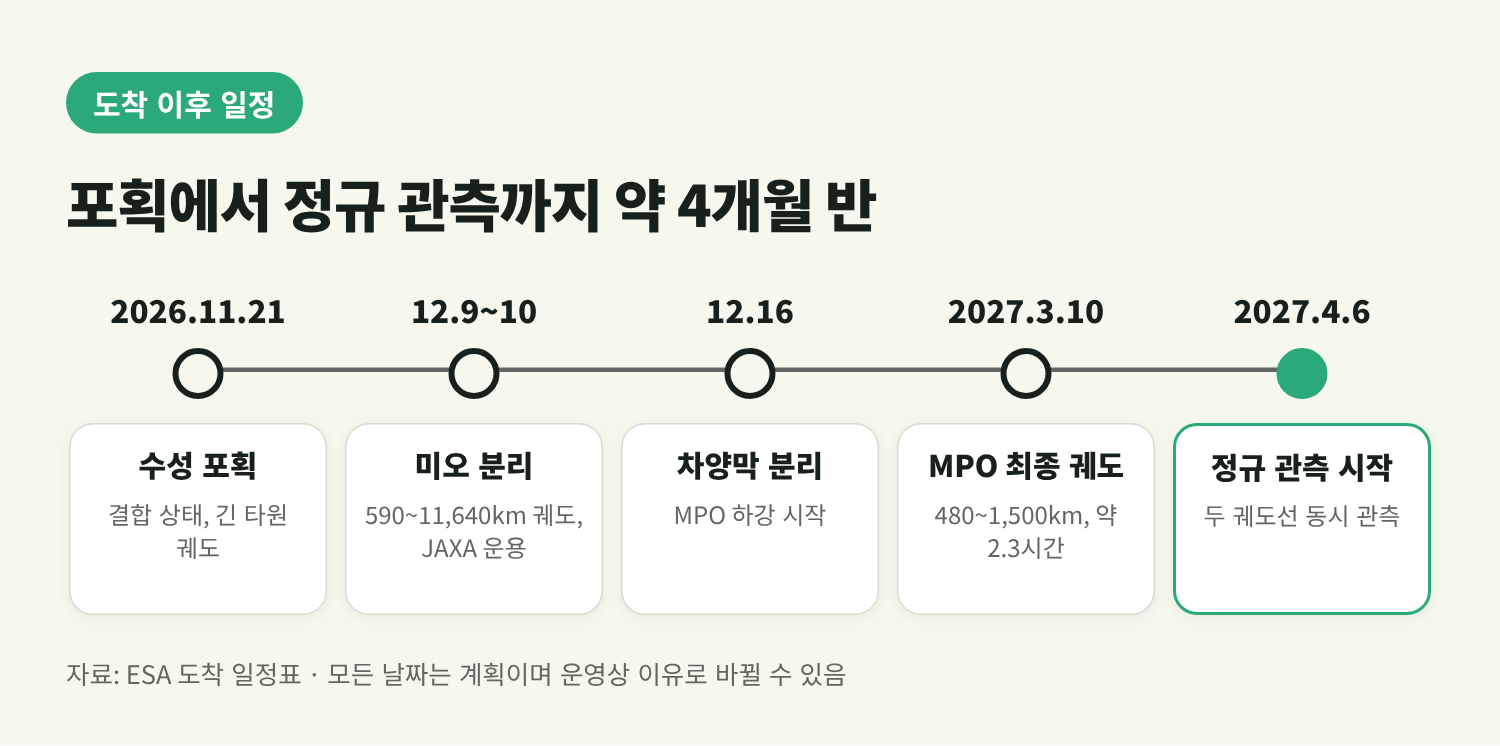 도착 이후 일정
포획에서 정규 관측까지 약 4개월 반
2026.11.21
12.9~10
12.16
2027.3.10
2027.4.6
수성 포획
결합 상태, 긴 타원
궤도
미오 분리
590~11,640km 궤도,
JAXA 운용
차양막 분리
MPO 하강 시작
MPO 최종 궤도
480~1,500km, 약
2.3시간
정규 관측 시작
두 궤도선 동시 관측
자료: ESA 도착 일정표 · 모든 날짜는 계획이며 운영상 이유로 바뀔 수 있음